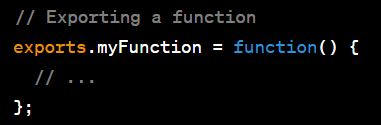 // Exporting a function
exports.myFunction = function() {
  // ...
};